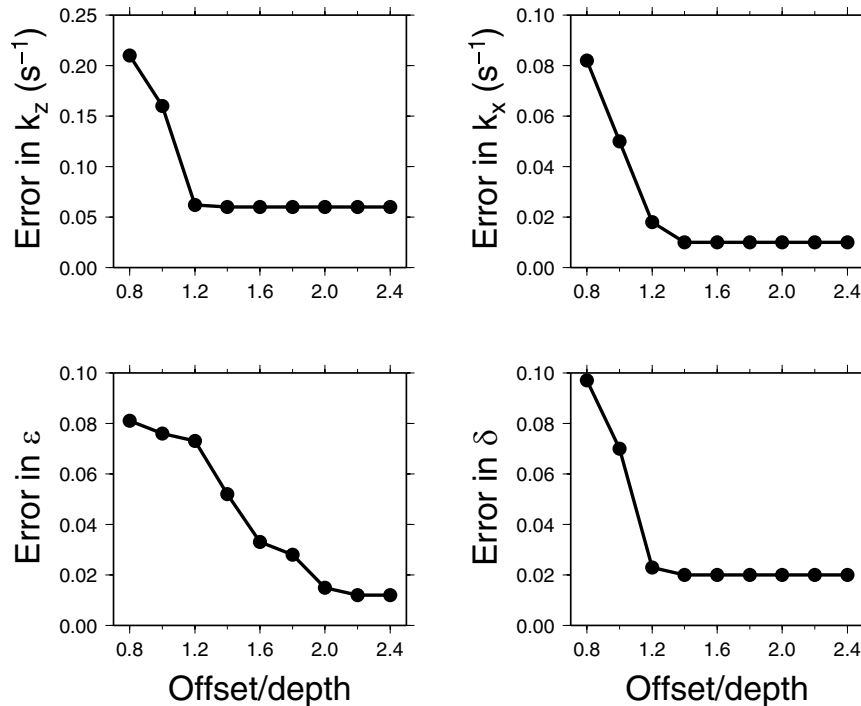 0.25
0.20
0.15
0.10
0.05
0.00
Error in k_z (s⁻¹)
0.8 1.2 1.6 2.0 2.4
0.10
0.08
0.06
0.04
0.02
0.00
Error in k_x (s⁻¹)
0.8 1.2 1.6 2.0 2.4
0.10
0.08
0.06
0.04
0.02
0.00
Error in ε
0.8 1.2 1.6 2.0 2.4
Offset/depth
0.10
0.08
0.06
0.04
0.02
0.00
Error in δ
0.8 1.2 1.6 2.0 2.4
Offset/depth